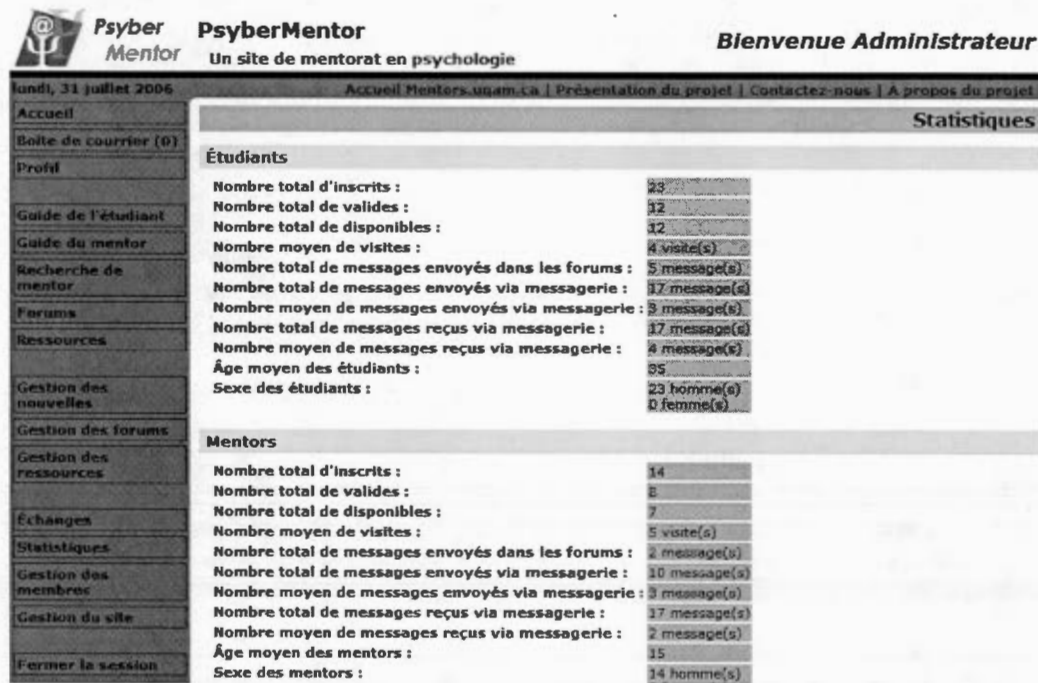 Psyber
Mentor
PsyberMentor
Un site de mentorat en psychologie
Bienvenue Administrateur
lundi, 31 juillet 2006
Accueil Mentors.uqam.ca | Présentation du projet | Contactez-nous | A propos du projet
Accueil
Boîte de courrier (0)
Profil
Guide de l'étudiant
Guide du mentor
Recherche de
mentor
Forums
Ressources
Gestion des
nouvelles
Gestion des forums
Gestion des
ressources
Échanges
Statistiques
Gestion des
membres
Gestion du site
Fermer la session
Statistiques
Étudiants
Nombre total d'inscrits : 23
Nombre total de valides : 12
Nombre total de disponibles : 12
Nombre moyen de visites : 4 visite(s)
Nombre total de messages envoyés dans les forums : 5 message(s)
Nombre total de messages envoyés via messagerie : 17 message(s)
Nombre moyen de messages envoyés via messagerie : 3 message(s)
Nombre total de messages reçus via messagerie : 17 message(s)
Nombre moyen de messages reçus via messagerie : 4 message(s)
Âge moyen des étudiants : 35
Sexe des étudiants : 23 homme(s)
0 femme(s)
Mentors
Nombre total d'inscrits : 14
Nombre total de valides : 8
Nombre total de disponibles : 7
Nombre moyen de visites : 5 visite(s)
Nombre total de messages envoyés dans les forums : 2 message(s)
Nombre total de messages envoyés via messagerie : 10 message(s)
Nombre moyen de messages envoyés via messagerie : 3 message(s)
Nombre total de messages reçus via messagerie : 17 message(s)
Nombre moyen de messages reçus via messagerie : 2 message(s)
Âge moyen des mentors : 15
Sexe des mentors : 14 homme(s)